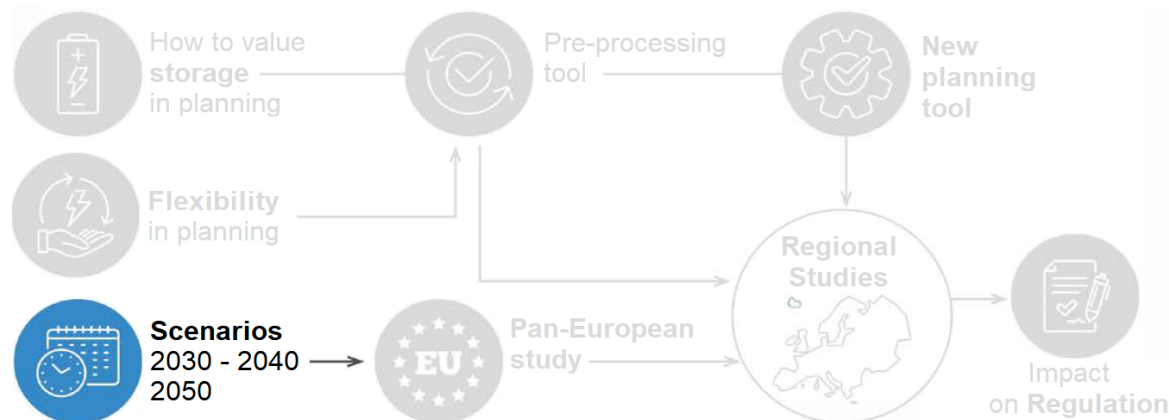 How to value
storage
in planning
Pre-processing
tool
New
planning
tool
Flexibility
in planning
Regional
Studies
Scenarios
2030 - 2040
2050
EU
Pan-European
study
Impact
on Regulation